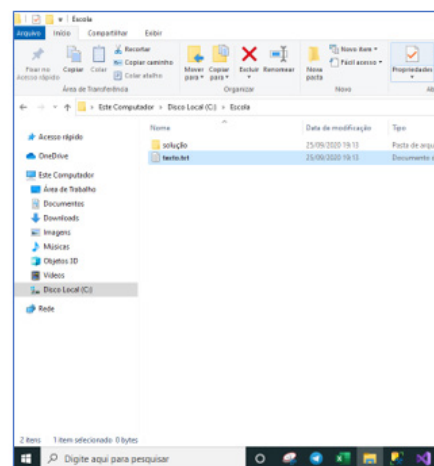 Escola
Arquivo Início Compartilhar Exibir
Fixar no Acesso rápido
Copiar
Colar
Recortar
Copiar caminho
Colar atalho
Mover para
Copiar para
Excluir
Renomear
Nova pasta
Novo item
Fácil acesso
Propriedades
Área de Transferência Organizar Novo
Este Computador > Disco Local (C:) > Escola
Nome Data de modificação Tipo
solução 25/09/2020 19:13 Pasta de arqu
texto.txt 25/09/2020 19:13 Documento
Acesso rápido
OneDrive
Este Computador
Área de Trabalho
Documentos
Downloads
Imagens
Músicas
Objetos 3D
Vídeos
Disco Local (C:)
Rede
2 itens 1 item selecionado 0 bytes
Digite aqui para pesquisar